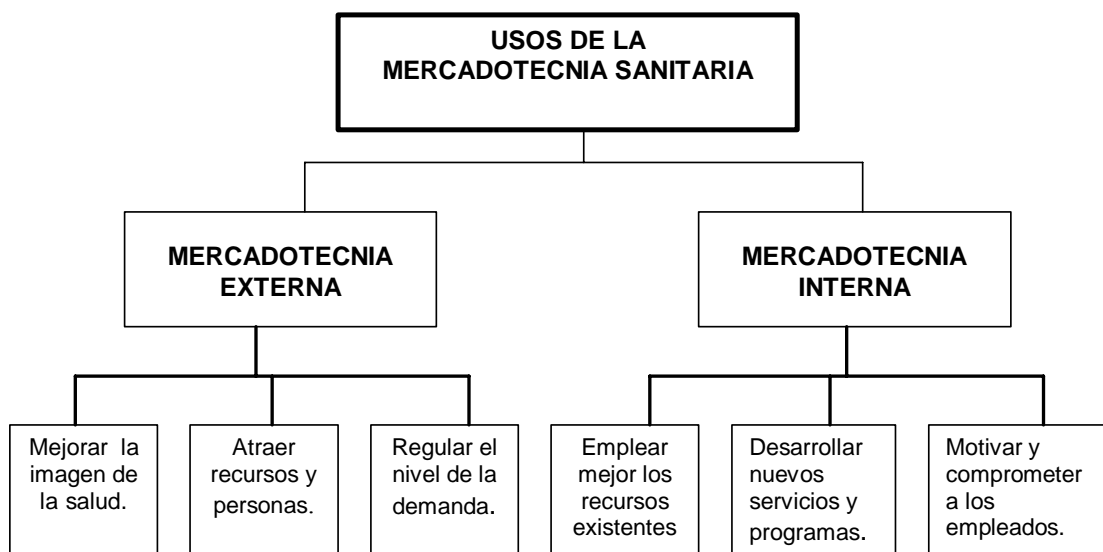 USOS DE LA
MERCADOTECNIA SANITARIA
MERCADOTECNIA
EXTERNA
MERCADOTECNIA
INTERNA
Mejorar la
imagen de
la salud.
Atraer
recursos y
personas.
Regular el
nivel de la
demanda.
Emplear
mejor los
recursos
existentes
Desarrollar
nuevos
servicios y
programas.
Motivar y
comprometer
a los
empleados.